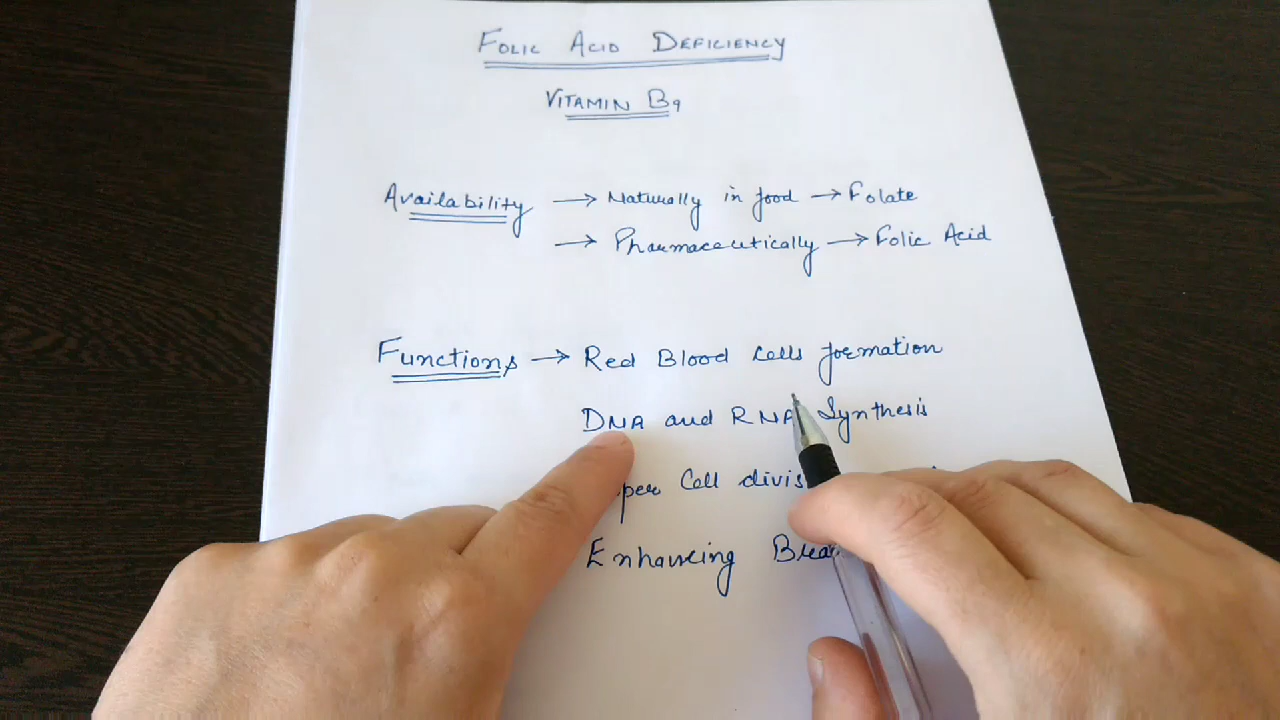 FOLIC ACID DEFICIENCY
VITAMIN B9
Availability → Naturally in food → Folate
→ Pharmaceutically → Folic Acid
Functions → Red Blood Cells formation
DNA and RNA Synthesis
Cell
Enhancing